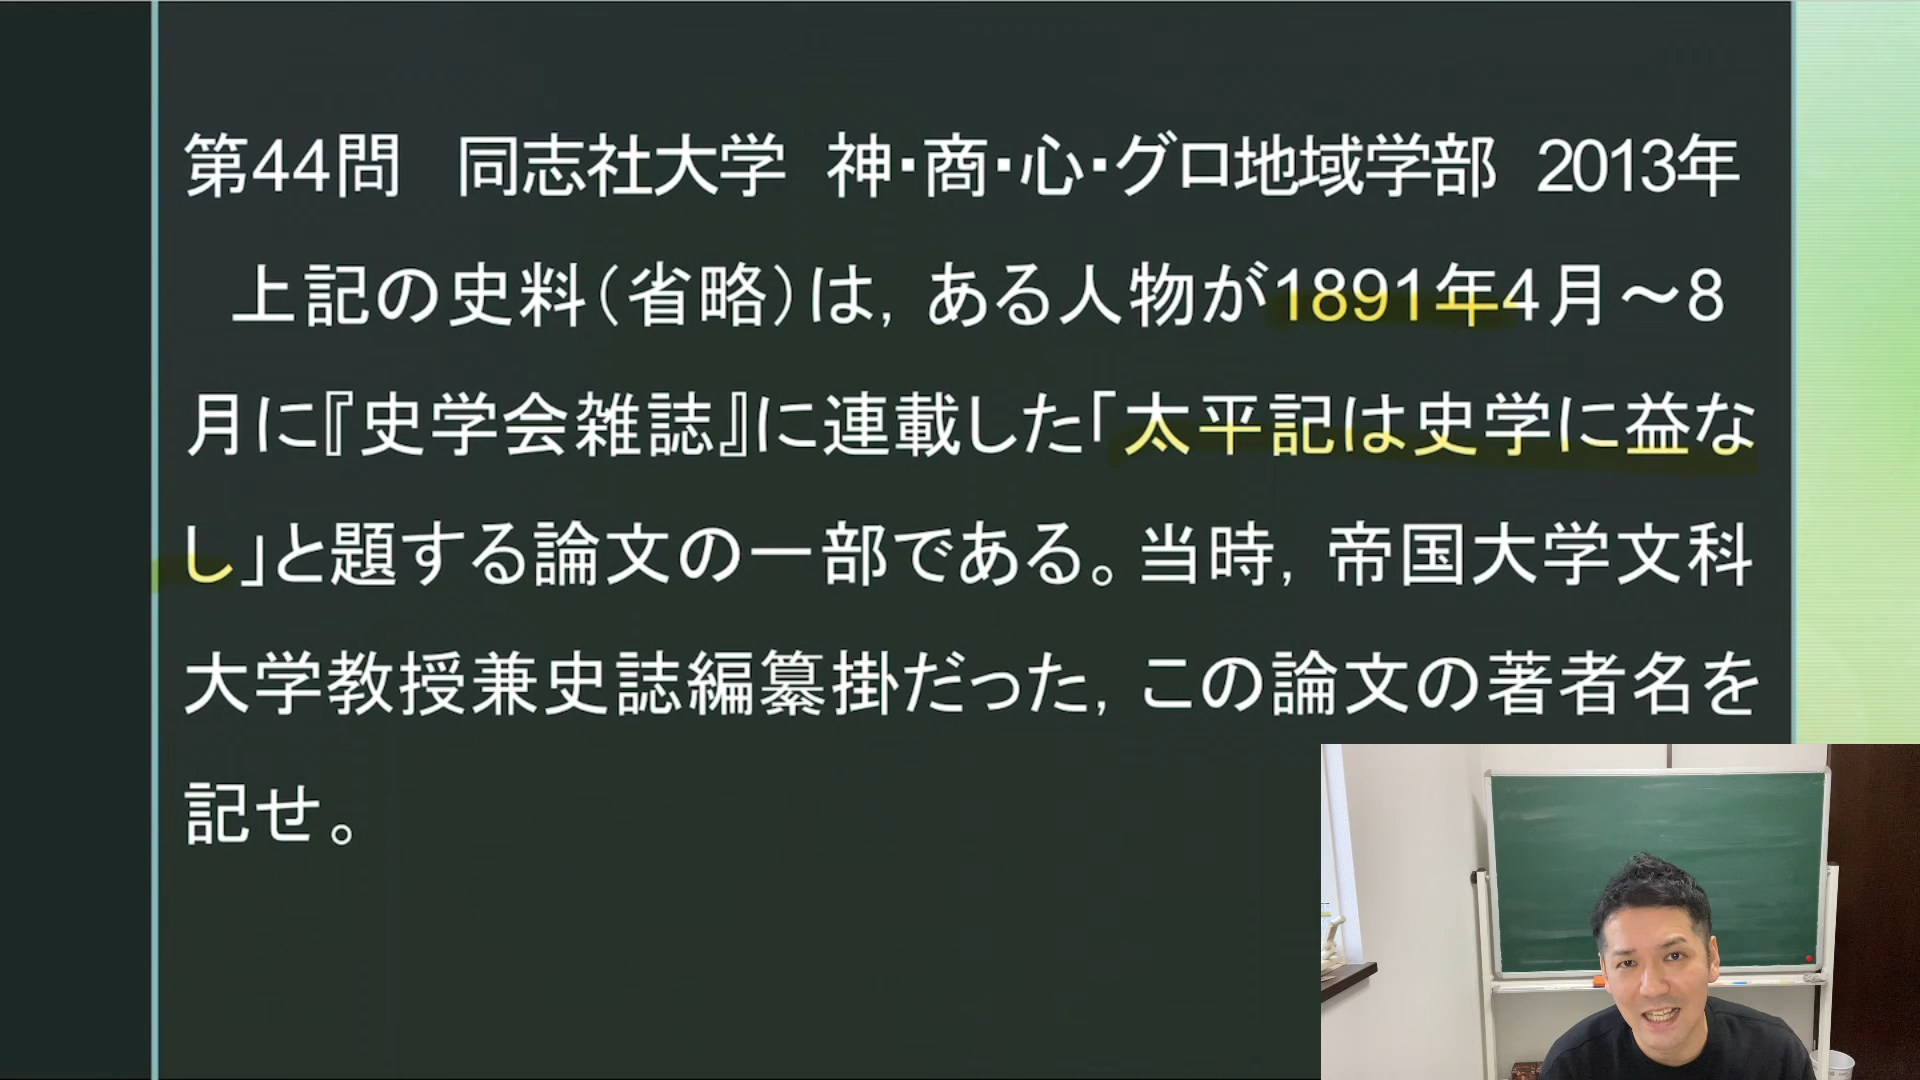 第44問　同志社大学　神・商・心・グロ地域学部　2013年
上記の史料（省略）は，ある人物が1891年4月～8
月に『史学会雑誌』に連載した「太平記は史学に益な
し」と題する論文の一部である。当時，帝国大学文科
大学教授兼史誌編纂掛だった，この論文の著者名を
記せ。